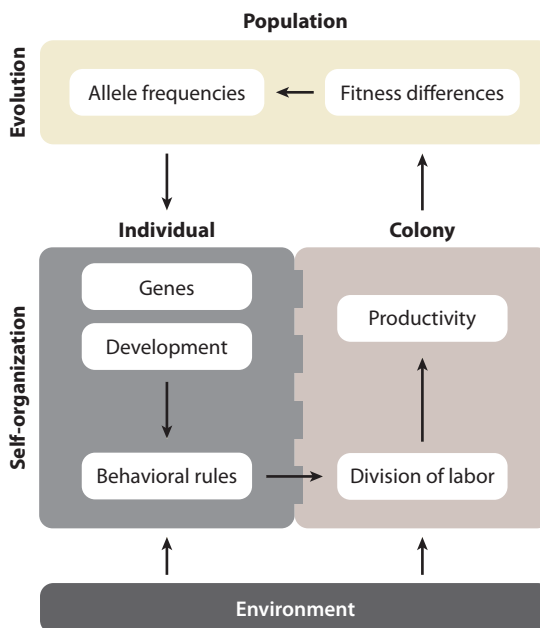 Population
Evolution
Allele frequencies
Fitness differences
Individual
Colony
Self-organization
Genes
Development
Productivity
Behavioral rules
Division of labor
Environment